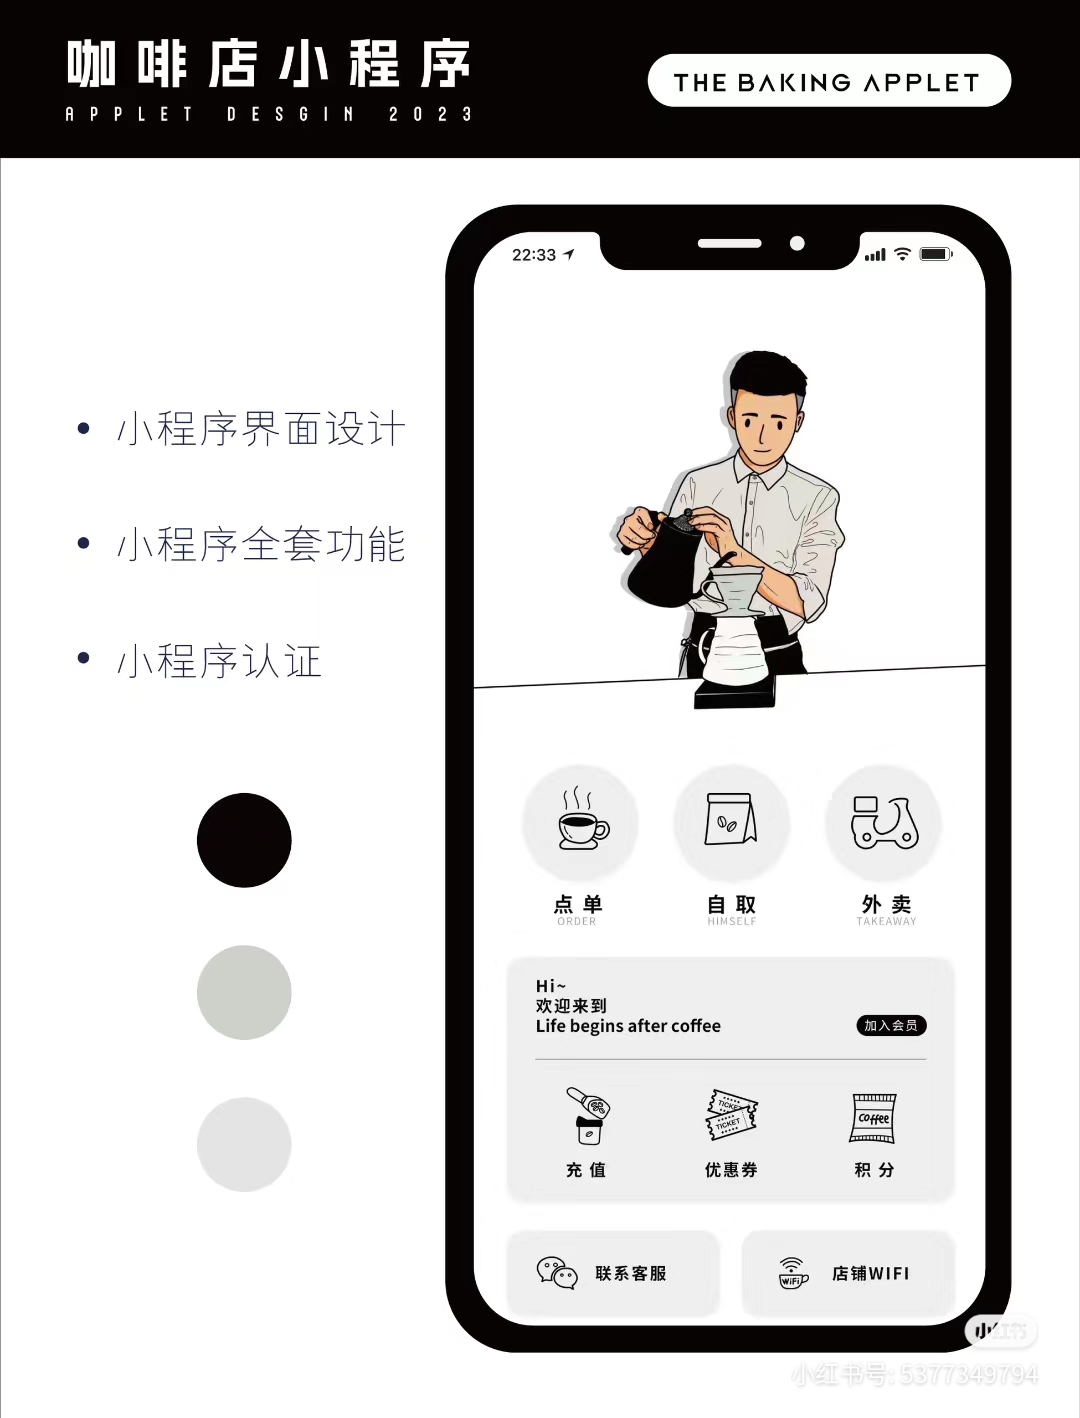 咖啡店小程序
APPLET DESGIN 2023
THE BAKING APPLET
小程序界面设计
小程序全套功能
小程序认证
22:33
点单
ORDER
自取
HIMSELF
外卖
TAKEAWAY
Hi~
欢迎来到
Life begins after coffee
加入会员
TICKET
TICKET
coffee
充值
优惠券
积分
联系客服
WiFi
店铺WIFI
小红书
小红书号: 5377349794